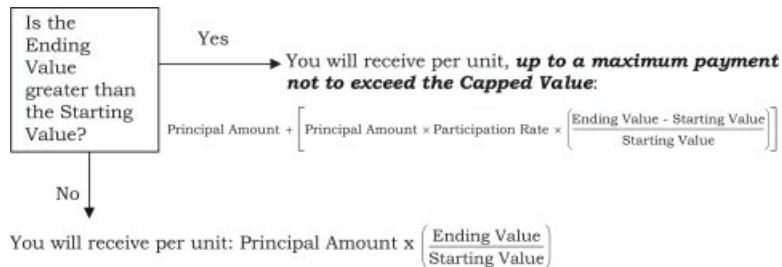 Is the
Ending
Value
greater than
the Starting
Value?
Yes
You will receive per unit, up to a maximum payment
not to exceed the Capped Value:
Principal Amount + [Principal Amount × Participation Rate × (Ending Value - Starting Value / Starting Value)]
No
You will receive per unit: Principal Amount x (Ending Value / Starting Value)